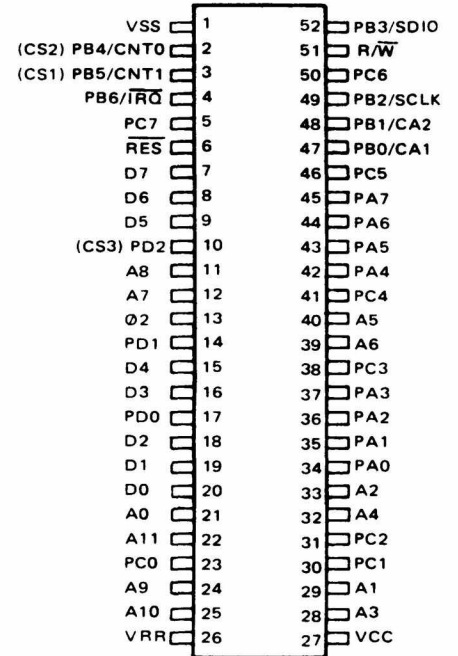 VSS 1 52 PB3/SDIO
(CS2) PB4/CNT0 2 51 R/W̅
(CS1) PB5/CNT1 3 50 PC6
PB6/I̅R̅Q̅ 4 49 PB2/SCLK
PC7 5 48 PB1/CA2
R̅E̅S̅ 6 47 PB0/CA1
D7 7 46 PC5
D6 8 45 PA7
D5 9 44 PA6
(CS3) PD2 10 43 PA5
A8 11 42 PA4
A7 12 41 PC4
Ø2 13 40 A5
PD1 14 39 A6
D4 15 38 PC3
D3 16 37 PA3
PD0 17 36 PA2
D2 18 35 PA1
D1 19 34 PA0
D0 20 33 A2
A0 21 32 A4
A11 22 31 PC2
PC0 23 30 PC1
A9 24 29 A1
A10 25 28 A3
VRR 26 27 VCC